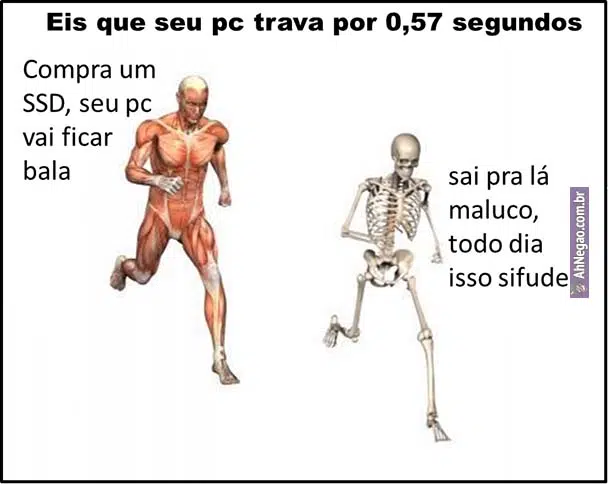 Eis que seu pc trava por 0,57 segundos
Compra um
SSD, seu pc
vai ficar
bala
sai pra lá
maluco,
todo dia
isso sifude
© AhNegao.com.br